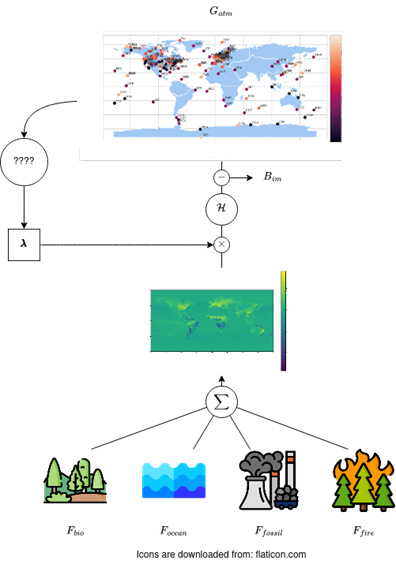 G_atm
????
− B_im
ℋ
λ
×
∑
F_bio F_ocean F_fossil F_fire
Icons are downloaded from: flaticon.com